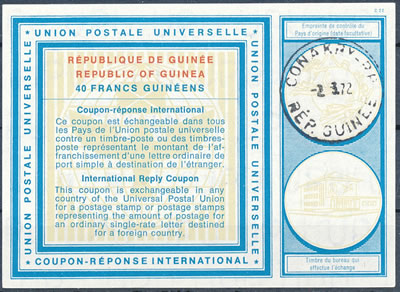 C 22
UNION POSTALE UNIVERSELLE
UNION POSTALE UNIVERSELLE
UNION POSTALE UNIVERSELLE
RÉPUBLIQUE DE GUINÉE
REPUBLIC OF GUINEA
40 FRANCS GUINÉENS
Coupon-réponse International
Ce coupon est échangeable dans tous
les Pays de l'Union postale universelle
contre un timbre-poste ou des timbres-
poste représentant le montant de l'af-
franchissement d'une lettre ordinaire de
port simple à destination de l'étranger.
International Reply Coupon
This coupon is exchangeable in any
country of the Universal Postal Union
for a postage stamp or postage stamps
representing the amount of postage for
an ordinary single-rate letter destined
for a foreign country.
COUPON-RÉPONSE INTERNATIONAL
Empreinte de contrôle du
Pays d'origine (date facultative)
CONAKRY
72
REP. GUINEE
Timbre du bureau qui
effectue l'échange